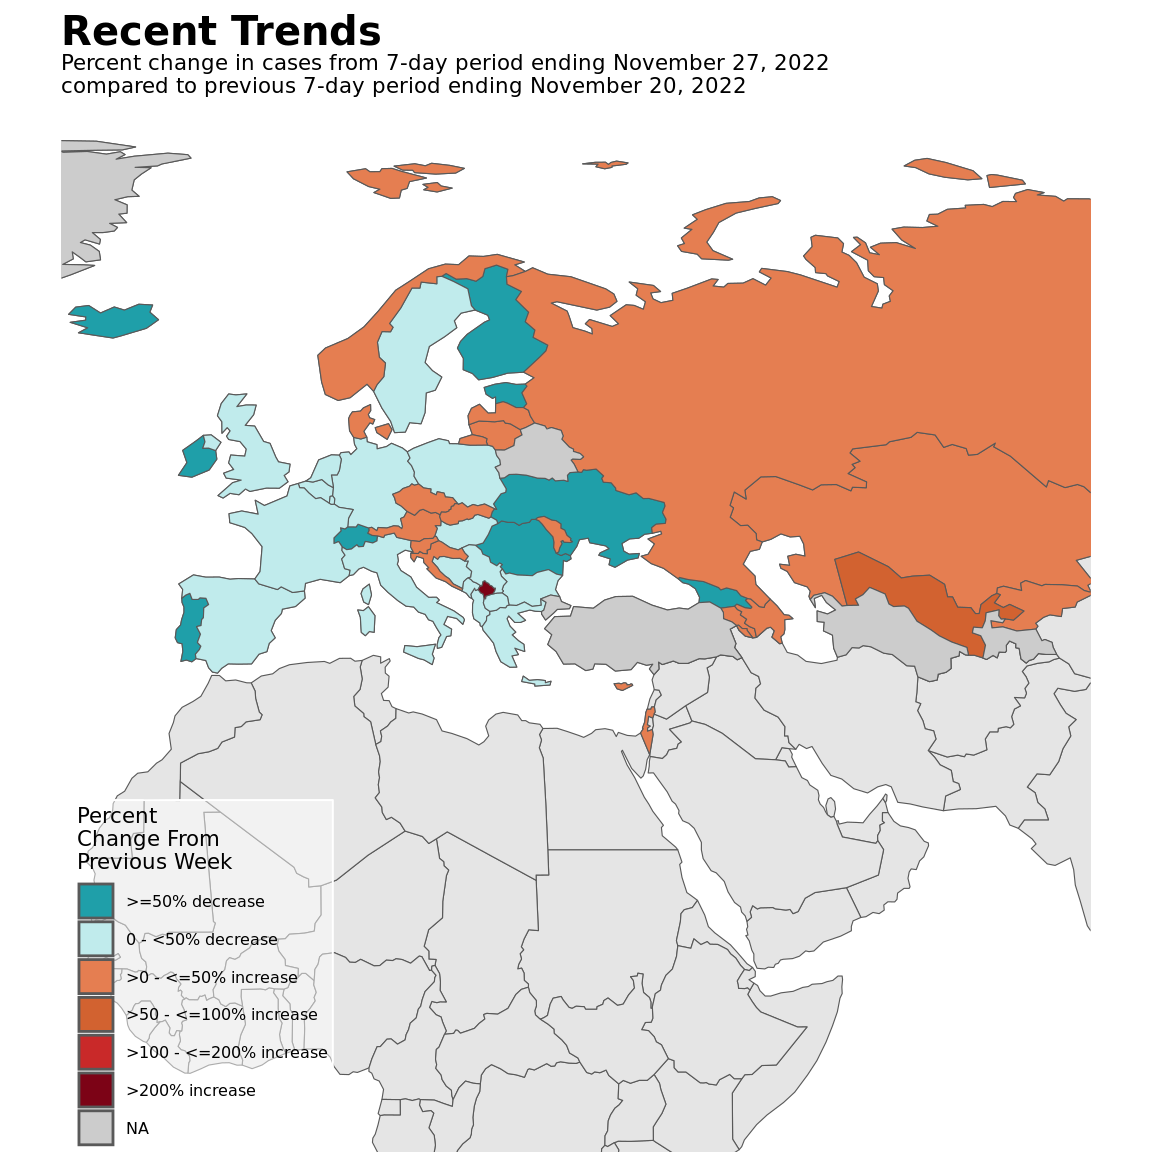 Recent Trends
Percent change in cases from 7-day period ending November 27, 2022
compared to previous 7-day period ending November 20, 2022
Percent
Change From
Previous Week
>=50% decrease
0 - <50% decrease
>0 - <=50% increase
>50 - <=100% increase
>100 - <=200% increase
>200% increase
NA